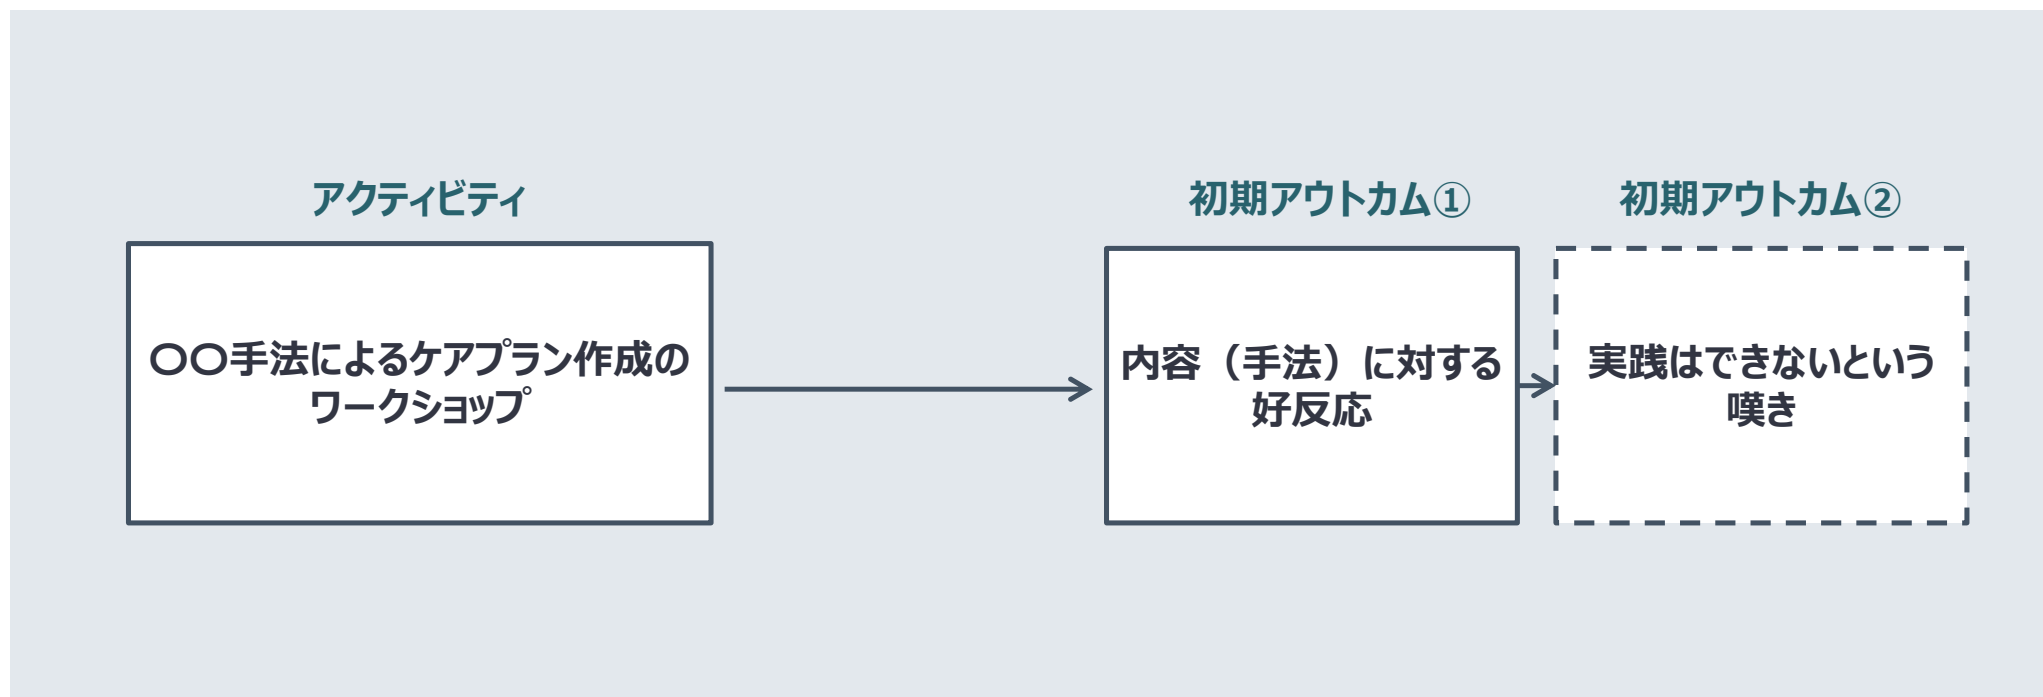 アクティビティ
初期アウトカム①
初期アウトカム②
〇〇手法によるケアプラン作成の
ワークショップ
内容（手法）に対する
好反応
実践はできないという
嘆き